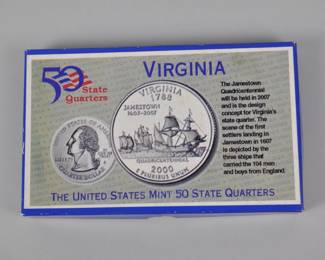 50 State
Quarters
VIRGINIA
VIRGINIA
1788
JAMESTOWN
1607-2007
QUADRICENTENNIAL
2000
E PLURIBUS UNUM
LIBERTY
QUARTER DOLLAR
The Jamestown
Quadricentennial
will be held in 2007
and is the design
concept for Virginia's
state quarter. The
scene of the first
settlers landing in
Jamestown in 1607
is depicted by the
three ships that
carried the 104 men
and boys from England.
THE UNITED STATES MINT 50 STATE QUARTERS